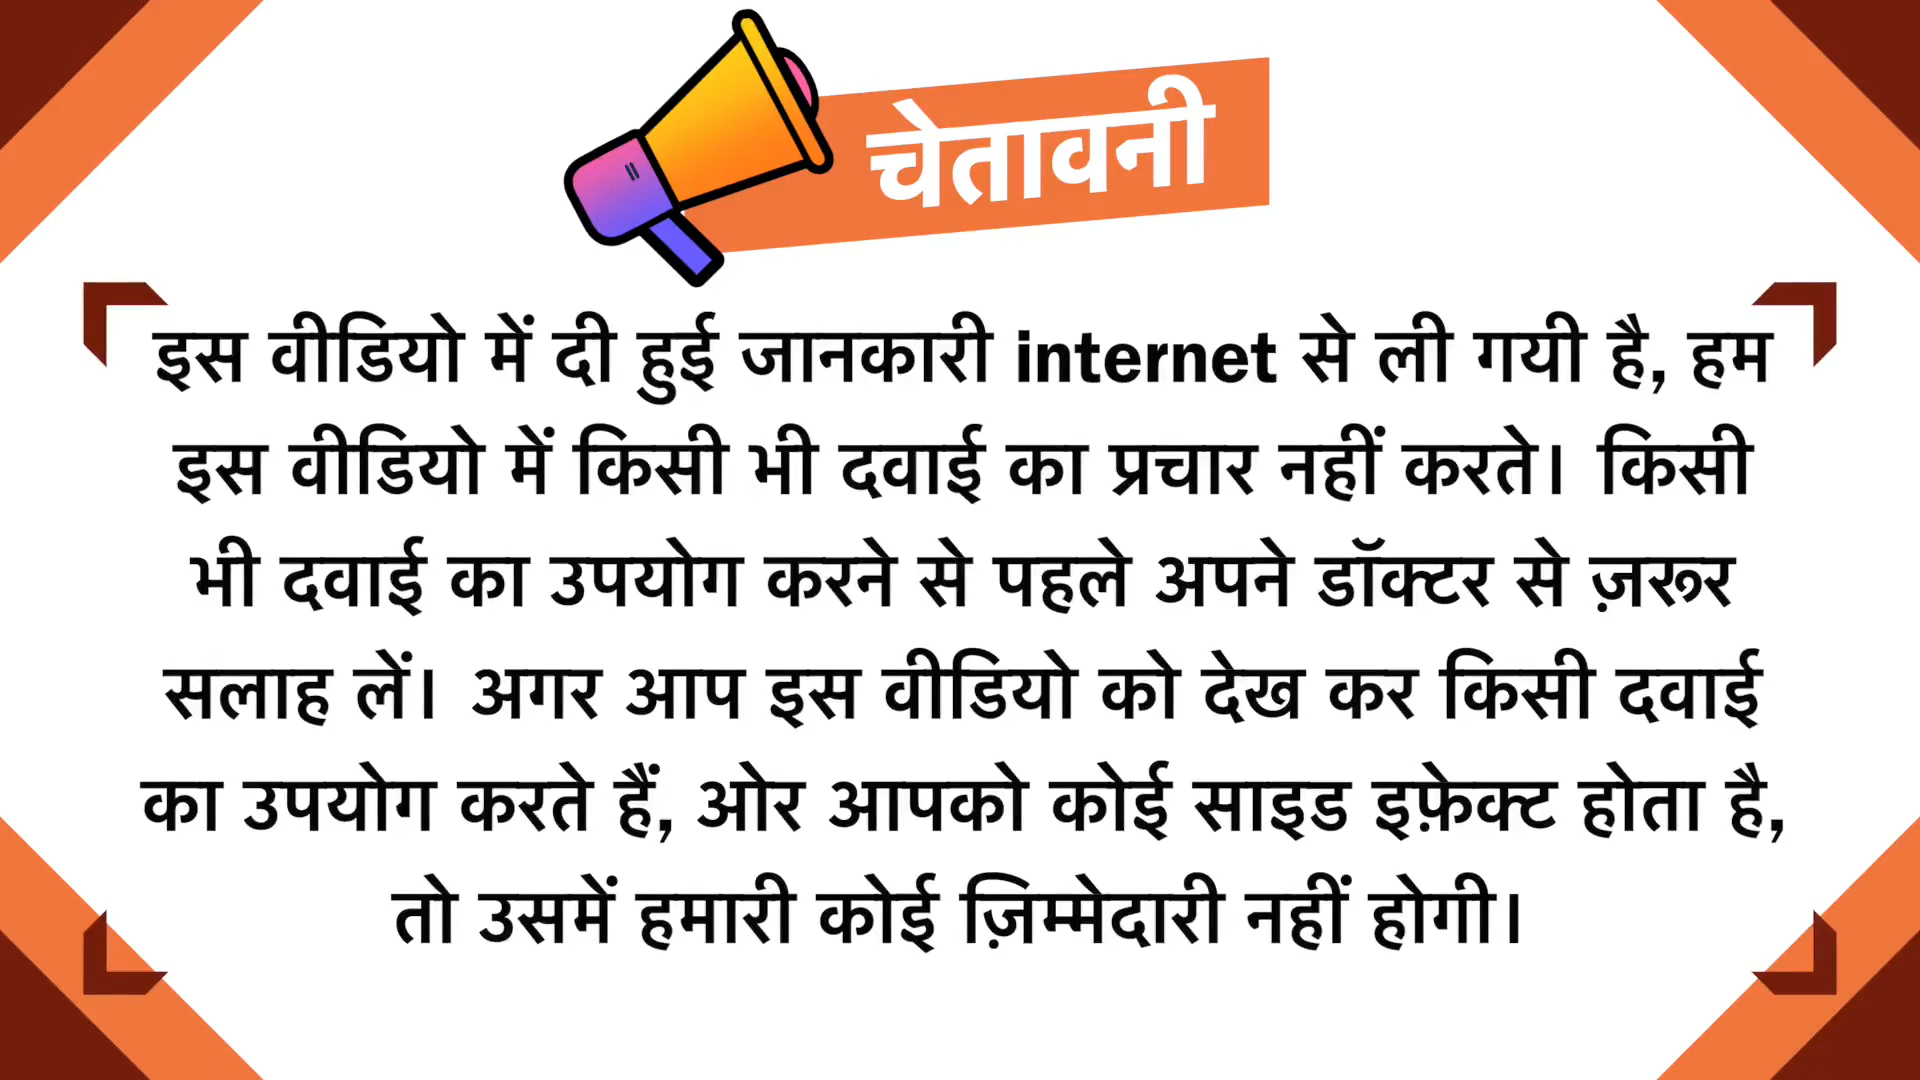 चेतावनी
इस वीडियो में दी हुई जानकारी internet से ली गयी है, हम
इस वीडियो में किसी भी दवाई का प्रचार नहीं करते। किसी
भी दवाई का उपयोग करने से पहले अपने डॉक्टर से ज़रूर
सलाह लें। अगर आप इस वीडियो को देख कर किसी दवाई
का उपयोग करते हैं, ओर आपको कोई साइड इफ़ेक्ट होता है,
तो उसमें हमारी कोई ज़िम्मेदारी नहीं होगी।